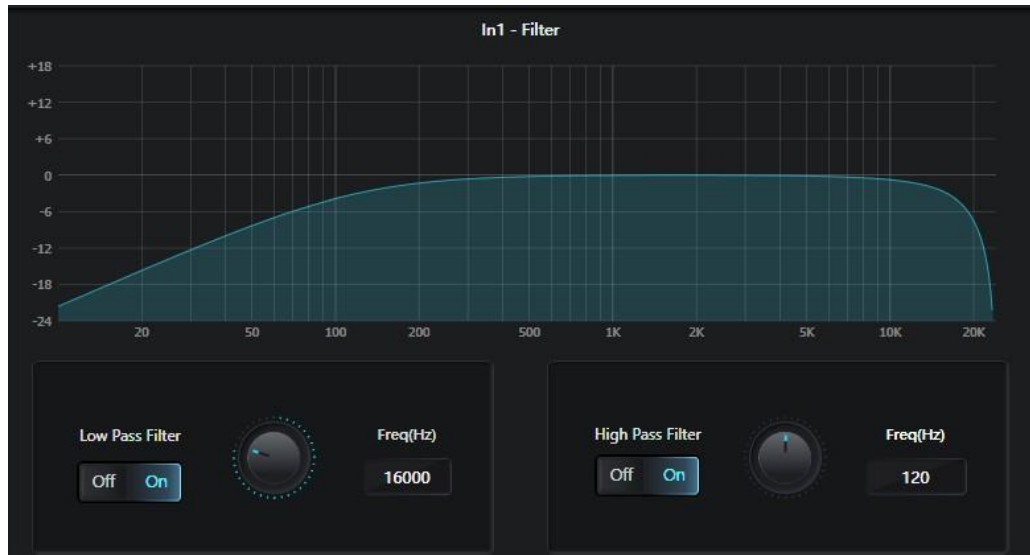 In1 - Filter
+18
+12
+6
0
-6
-12
-18
-24
20 50 100 200 500 1K 2K 5K 10K 20K
Low Pass Filter Freq(Hz) High Pass Filter Freq(Hz)
Off On 16000 Off On 120